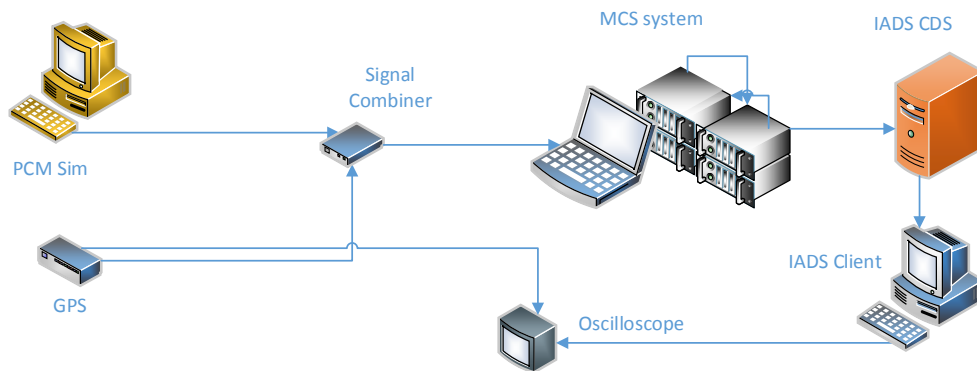 MCS system
IADS CDS
Signal
Combiner
PCM Sim
IADS Client
GPS
Oscilloscope